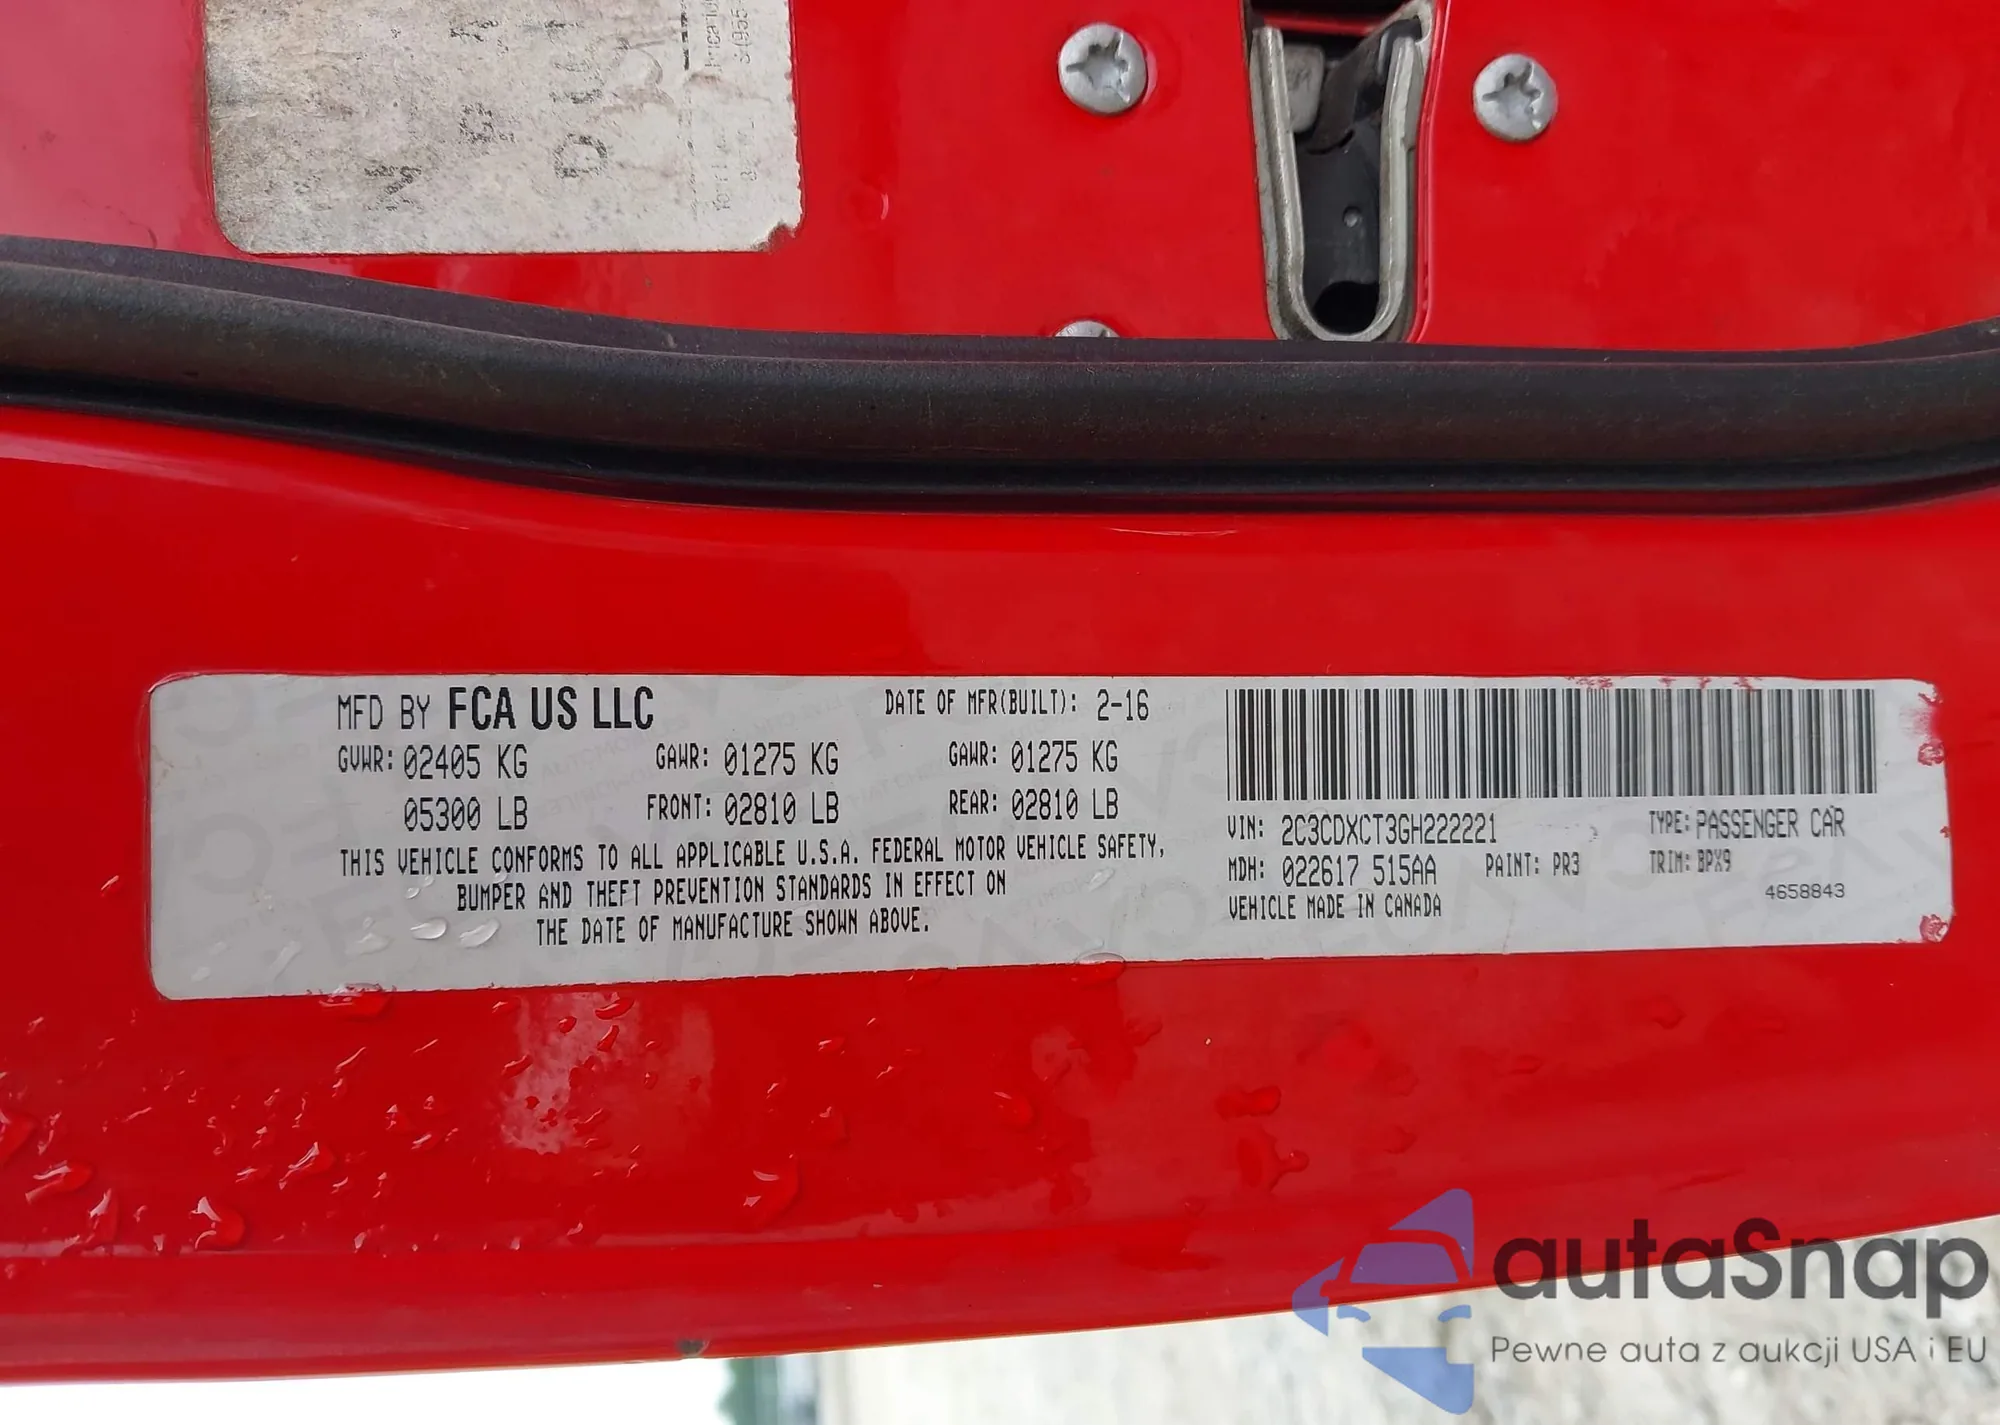 MFD BY FCA US LLC DATE OF MFR(BUILT): 2-16
GVWR: 02405 KG GAWR: 01275 KG GAWR: 01275 KG
05300 LB FRONT: 02810 LB REAR: 02810 LB
THIS VEHICLE CONFORMS TO ALL APPLICABLE U.S.A. FEDERAL MOTOR VEHICLE SAFETY,
BUMPER AND THEFT PREVENTION STANDARDS IN EFFECT ON
THE DATE OF MANUFACTURE SHOWN ABOVE.
VIN: 2C3CDXCT3GH222221 TYPE: PASSENGER CAR
MDH: 022617 515AA PAINT: PR3 TRIM: BPX9
VEHICLE MADE IN CANADA 4658843
autaSnap
Pewne auta z aukcji USA i EU